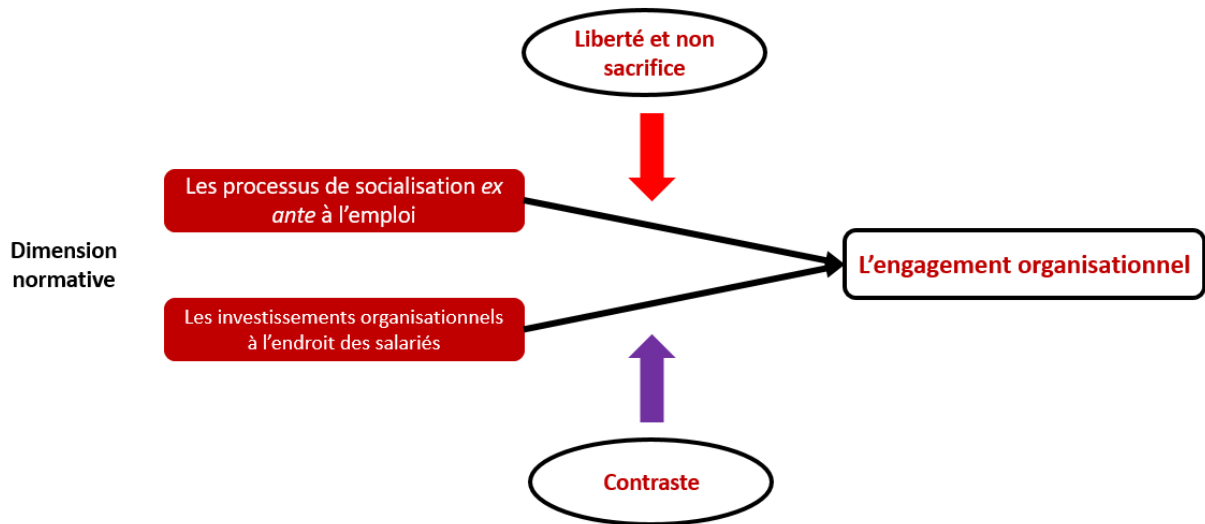 Liberté et non
sacrifice
Les processus de socialisation ex
ante à l'emploi
Dimension
normative
L'engagement organisationnel
Les investissements organisationnels
à l'endroit des salariés
Contraste